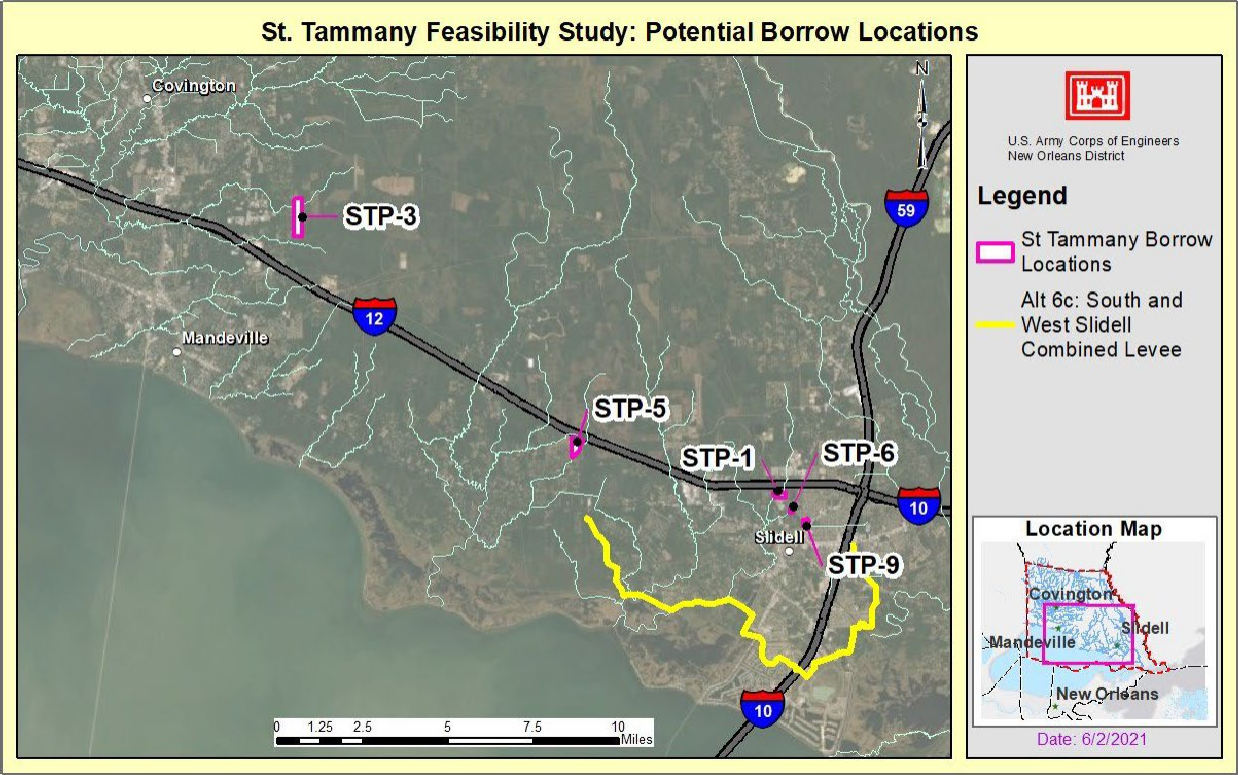 St. Tammany Feasibility Study: Potential Borrow Locations
Covington
N
59
STP-3
12
Mandeville
STP-5
STP-1
STP-6
10
Slidell
STP-9
10
0 1.25 2.5 5 7.5 10
Miles
U.S. Army Corps of Engineers
New Orleans District
Legend
St Tammany Borrow
Locations
Alt 6c: South and
West Slidell
Combined Levee
Location Map
Covington
Slidell
Mandeville
New Orleans
Date: 6/2/2021